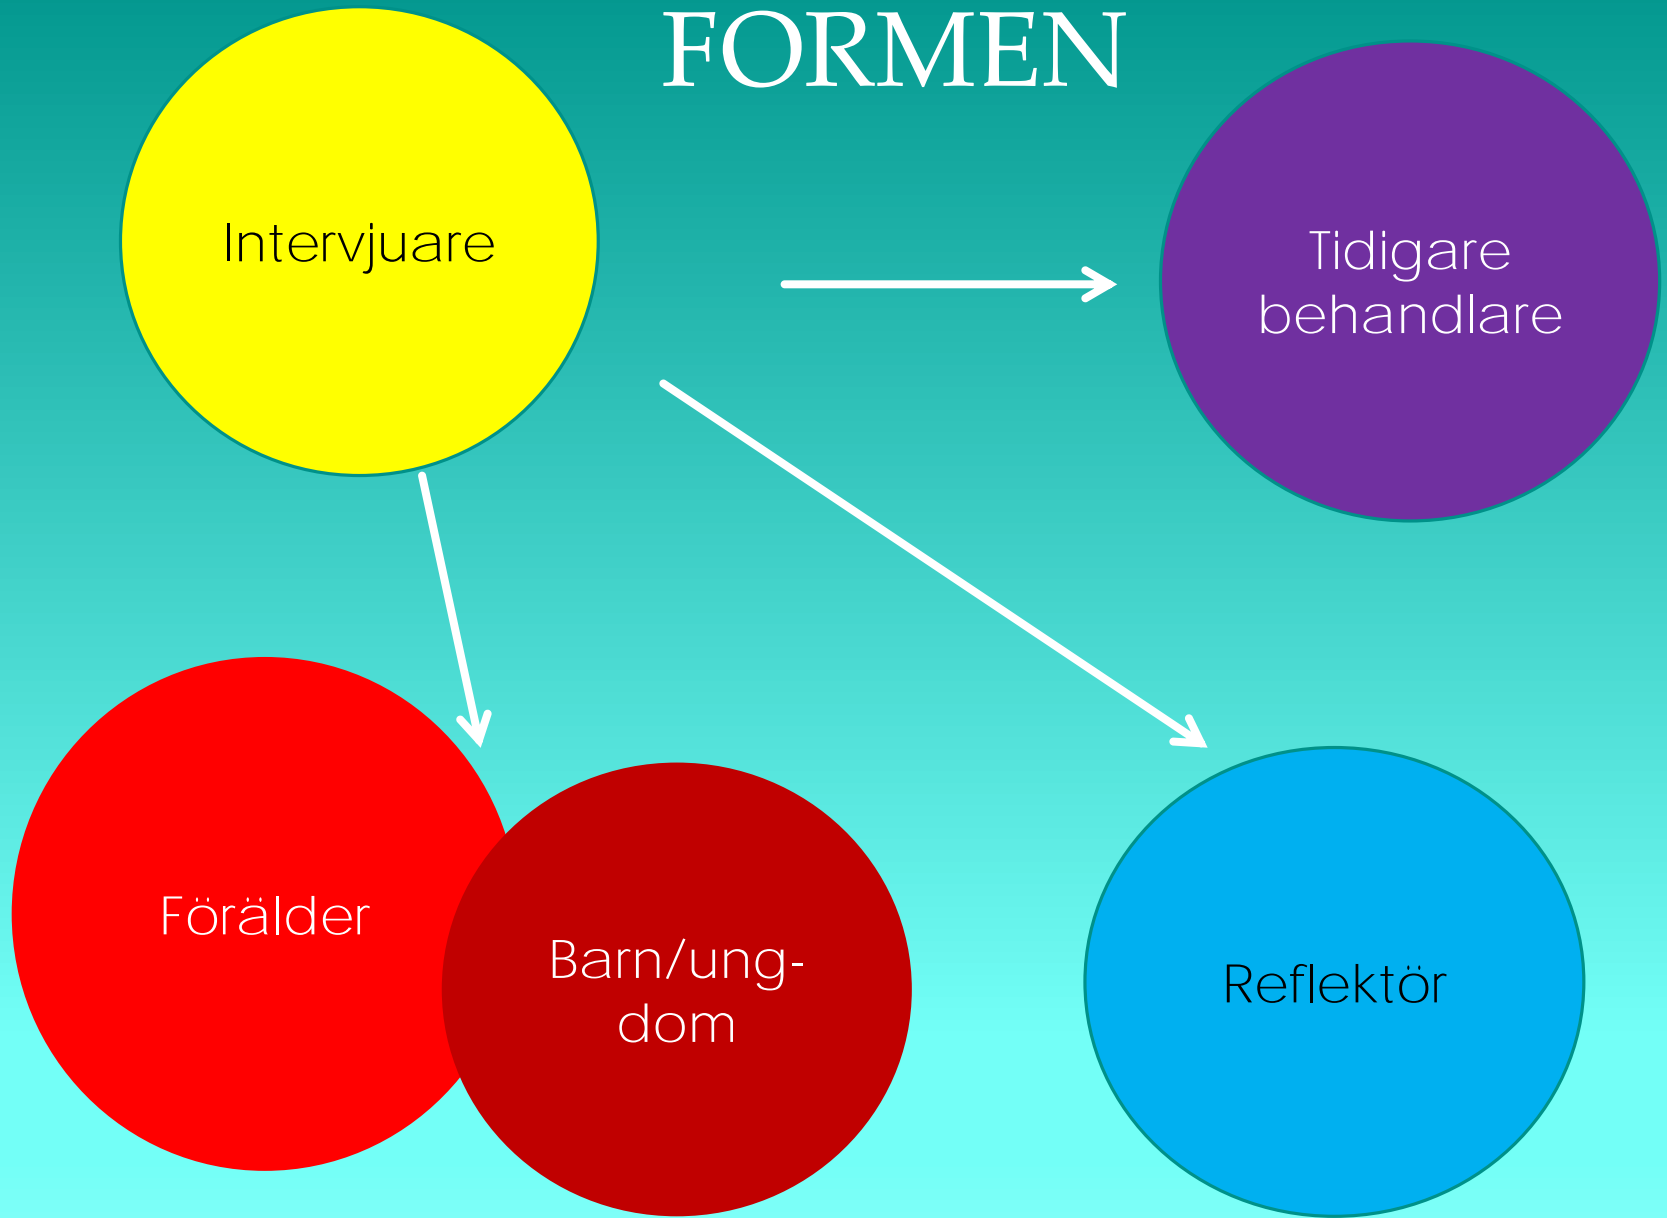 FORMEN
Intervjuare
Tidigare
behandlare
Förälder
Barn/ung-
dom
Reflektör